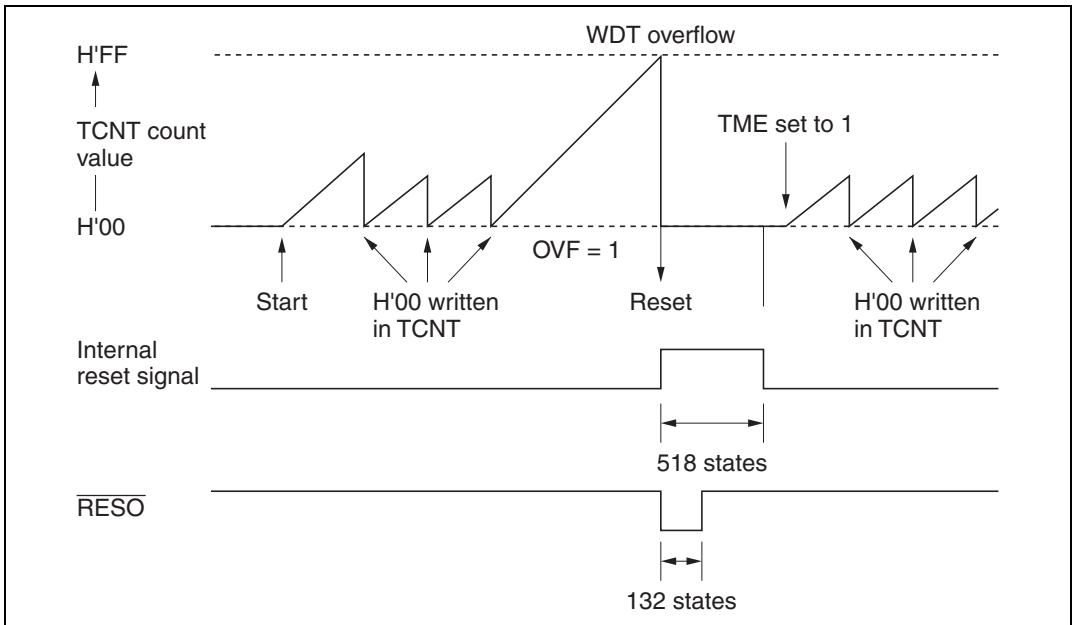 WDT overflow
H'FF
TCNT count
value
TME set to 1
H'00
OVF = 1
Start
H'00 written
in TCNT
Reset
H'00 written
in TCNT
Internal
reset signal
518 states
RESO
132 states